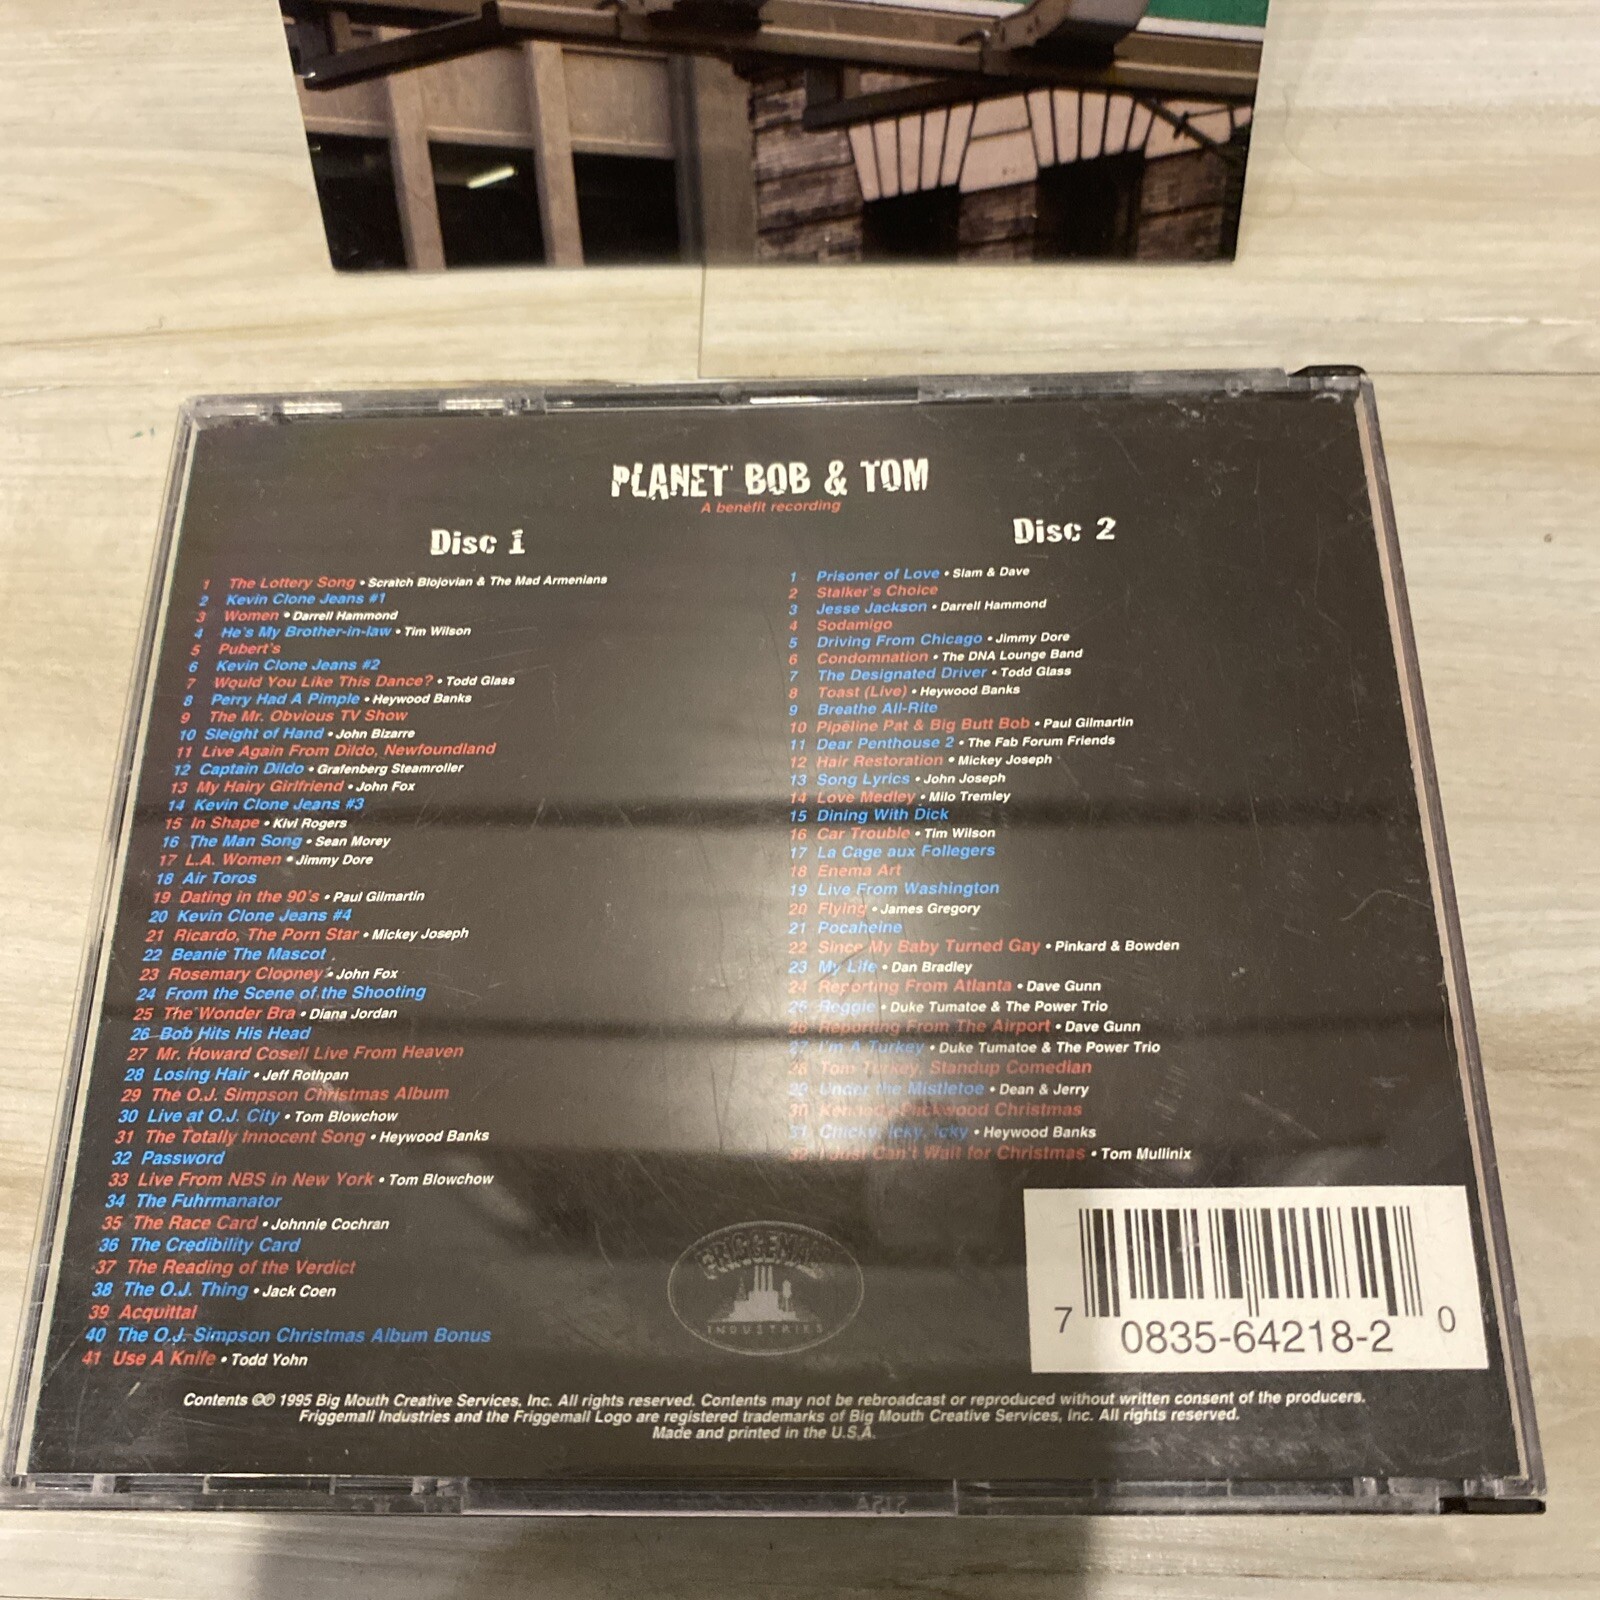 PLANET BOB & TOM
A benefit recording
Disc 1
1 The Lottery Song • Scratch Blojovian & The Mad Armenians
2 Kevin Clone Jeans #1
3 Women • Darrell Hammond
4 He's My Brother-in-law • Tim Wilson
5 Pubert's
6 Kevin Clone Jeans #2
7 Would You Like This Dance? • Todd Glass
8 Perry Had A Pimple • Heywood Banks
9 The Mr. Obvious TV Show
10 Sleight of Hand • John Bizarre
11 Live Again From Dildo, Newfoundland
12 Captain Dildo • Grafenberg Steamroller
13 My Hairy Girlfriend • John Fox
14 Kevin Clone Jeans #3
15 In Shape • Kivi Rogers
16 The Man Song • Sean Morey
17 L.A. Women • Jimmy Dore
18 Air Toros
19 Dating in the 90's • Paul Gilmartin
20 Kevin Clone Jeans #4
21 Ricardo, The Porn Star • Mickey Joseph
22 Beanie The Mascot
23 Rosemary Clooney • John Fox
24 From the Scene of the Shooting
25 The Wonder Bra • Diana Jordan
26 Bob Hits His Head
27 Mr. Howard Cosell Live From Heaven
28 Losing Hair • Jeff Rothpan
29 The O.J. Simpson Christmas Album
30 Live at O.J. City • Tom Blowchow
31 The Totally Innocent Song • Heywood Banks
32 Password
33 Live From NBS in New York • Tom Blowchow
34 The Fuhrmanator
35 The Race Card • Johnnie Cochran
36 The Credibility Card
37 The Reading of the Verdict
38 The O.J. Thing • Jack Coen
39 Acquittal
40 The O.J. Simpson Christmas Album Bonus
41 Use A Knife • Todd Yohn
Disc 2
1 Prisoner of Love • Slam & Dave
2 Stalker's Choice
3 Jesse Jackson • Darrell Hammond
4 Sodamigo
5 Driving From Chicago • Jimmy Dore
6 Condomnation • The DNA Lounge Band
7 The Designated Driver • Todd Glass
8 Toast (Live) • Heywood Banks
9 Breathe All-Rite
10 Pipeline Pat & Big Butt Bob • Paul Gilmartin
11 Dear Penthouse 2 • The Fab Forum Friends
12 Hair Restoration • Mickey Joseph
13 Song Lyrics • John Joseph
14 Love Medley • Milo Tremley
15 Dining With Dick
16 Car Trouble • Tim Wilson
17 La Cage aux Follegers
18 Enema Art
19 Live From Washington
20 Flying • James Gregory
21 Pocaheine
22 Since My Baby Turned Gay • Pinkard & Bowden
23 My Life • Dan Bradley
24 Reporting From Atlanta • Dave Gunn
25 Reggie • Duke Tumatoe & The Power Trio
26 Reporting From The Airport • Dave Gunn
27 I'm A Turkey • Duke Tumatoe & The Power Trio
28 Tom Turkey, Standup Comedian
29 Under the Mistletoe • Dean & Jerry
30 Christmas
31 Chicky, Icky, Icky • Heywood Banks
32 I Just Can't Wait for Christmas • Tom Mullinix
FRIGGEMALL
INDUSTRIES
7 0835-64218-2 0
Contents ©℗ 1995 Big Mouth Creative Services, Inc. All rights reserved. Contents may not be rebroadcast or reproduced without written consent of the producers.
Friggemall Industries and the Friggemall Logo are registered trademarks of Big Mouth Creative Services, Inc. All rights reserved.
Made and printed in the U.S.A.